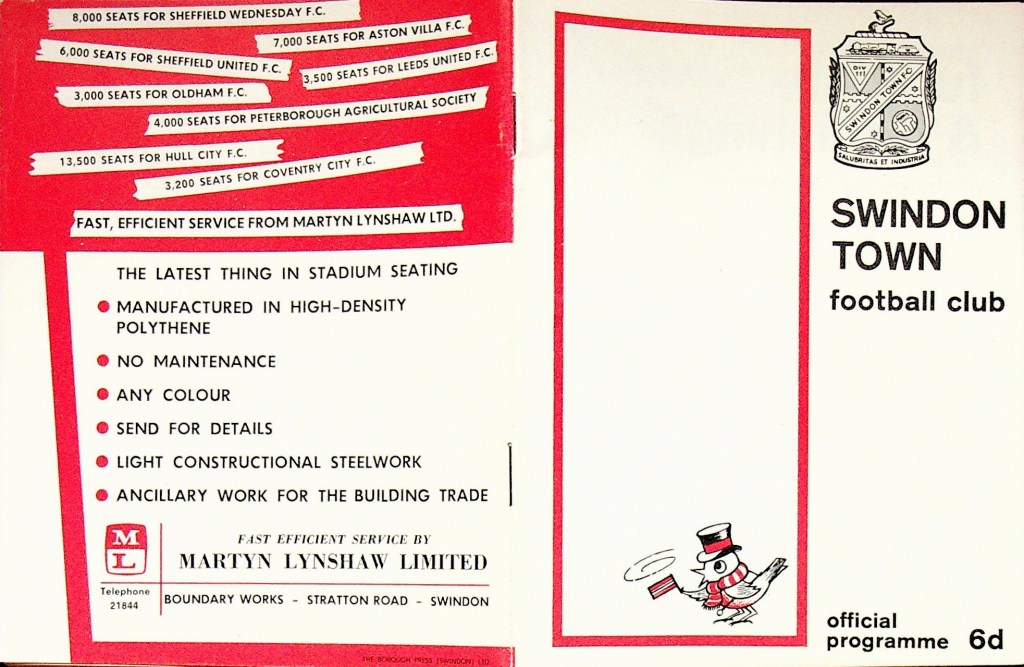 8,000 SEATS FOR SHEFFIELD WEDNESDAY F.C.
7,000 SEATS FOR ASTON VILLA F.C.
6,000 SEATS FOR SHEFFIELD UNITED F.C.
3,500 SEATS FOR LEEDS UNITED F.C.
3,000 SEATS FOR OLDHAM F.C.
4,000 SEATS FOR PETERBOROUGH AGRICULTURAL SOCIETY
13,500 SEATS FOR HULL CITY F.C.
3,200 SEATS FOR COVENTRY CITY F.C.
FAST, EFFICIENT SERVICE FROM MARTYN LYNSHAW LTD.
THE LATEST THING IN STADIUM SEATING
● MANUFACTURED IN HIGH-DENSITY
POLYTHENE
● NO MAINTENANCE
● ANY COLOUR
● SEND FOR DETAILS
● LIGHT CONSTRUCTIONAL STEELWORK
● ANCILLARY WORK FOR THE BUILDING TRADE
M
L
Telephone
21844
FAST EFFICIENT SERVICE BY
MARTYN LYNSHAW LIMITED
BOUNDARY WORKS - STRATTON ROAD - SWINDON
THE BOROUGH PRESS (SWINDON) LTD.
DIV
III
SWINDON TOWN F.C.
SALUBRITAS ET INDUSTRIA
SWINDON
TOWN
football club
official
programme 6d